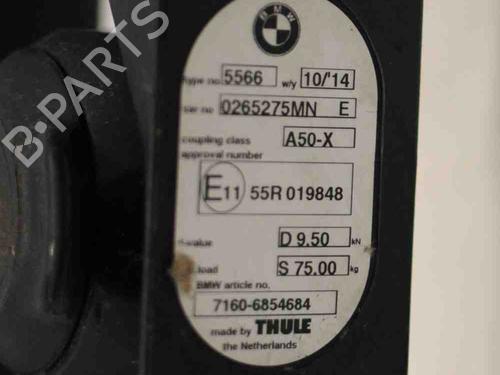 BMW
type no. 5566 w/y 10/'14
ser no 0265275MN E
coupling class A50-X
approval number
E11 55R 019848
d-value D 9.50 kN
load S 75.00 kg
BMW article no.
7160-6854684
made by THULE
the Netherlands
B-PARTS